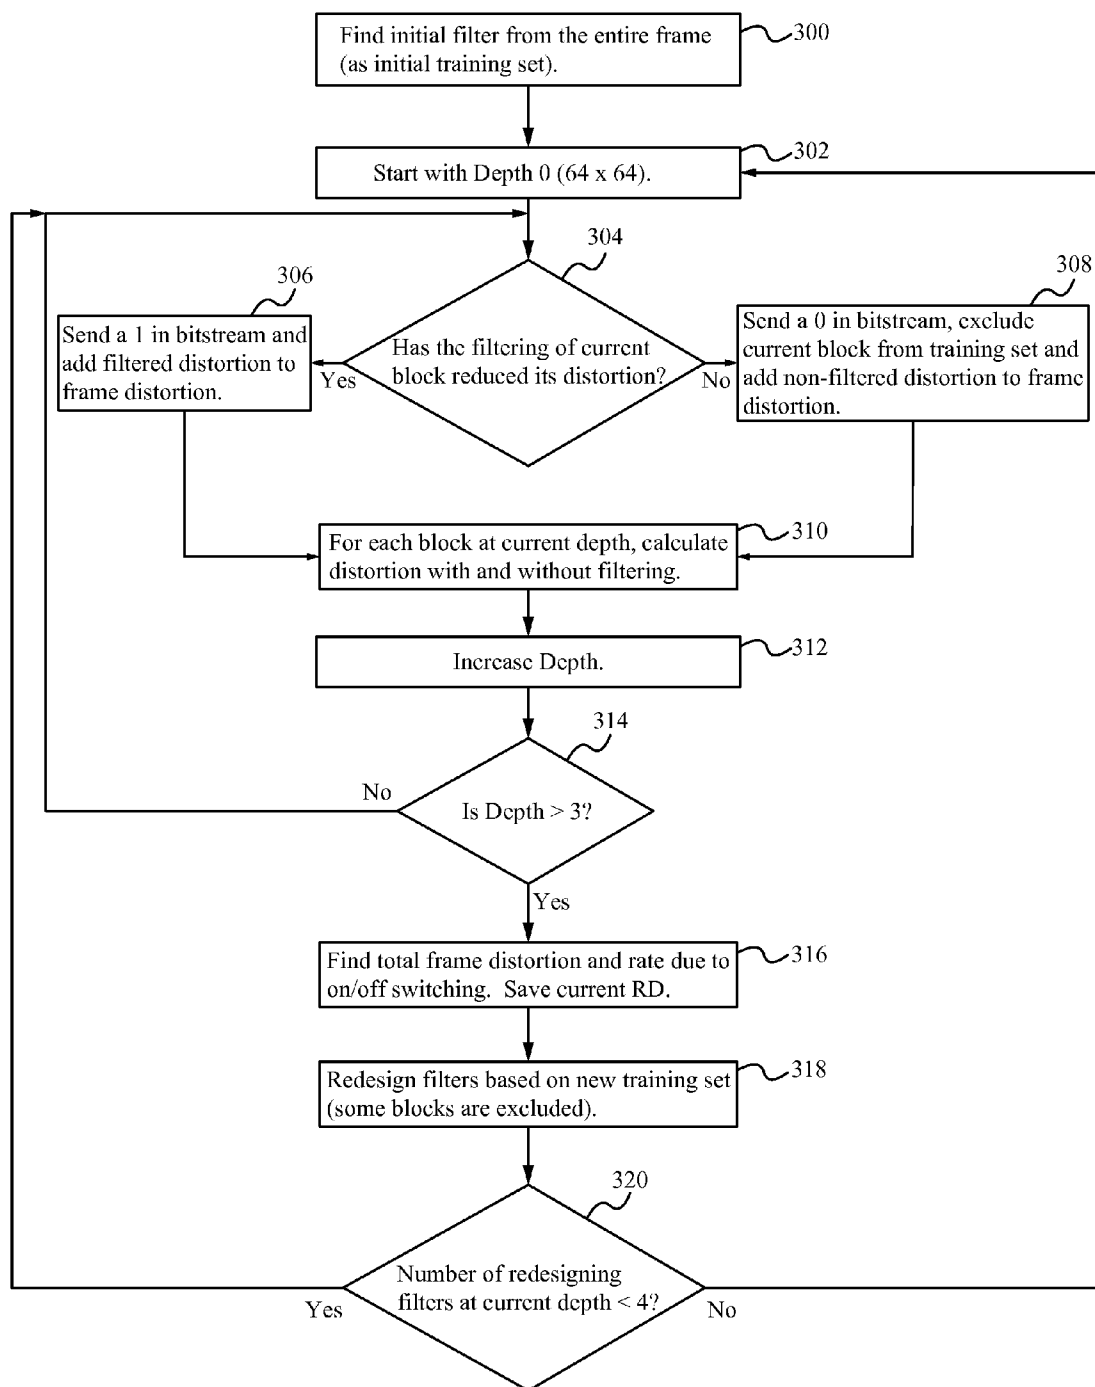 Find initial filter from the entire frame
(as initial training set).
300
Start with Depth 0 (64 x 64).
302
304
306
308
Send a 1 in bitstream and
add filtered distortion to
frame distortion.
Yes
Has the filtering of current
block reduced its distortion?
No
Send a 0 in bitstream, exclude
current block from training set and
add non-filtered distortion to frame
distortion.
For each block at current depth, calculate
distortion with and without filtering.
310
Increase Depth.
312
314
No
Is Depth > 3?
Yes
Find total frame distortion and rate due to
on/off switching. Save current RD.
316
Redesign filters based on new training set
(some blocks are excluded).
318
320
Number of redesigning
filters at current depth < 4?
Yes
No